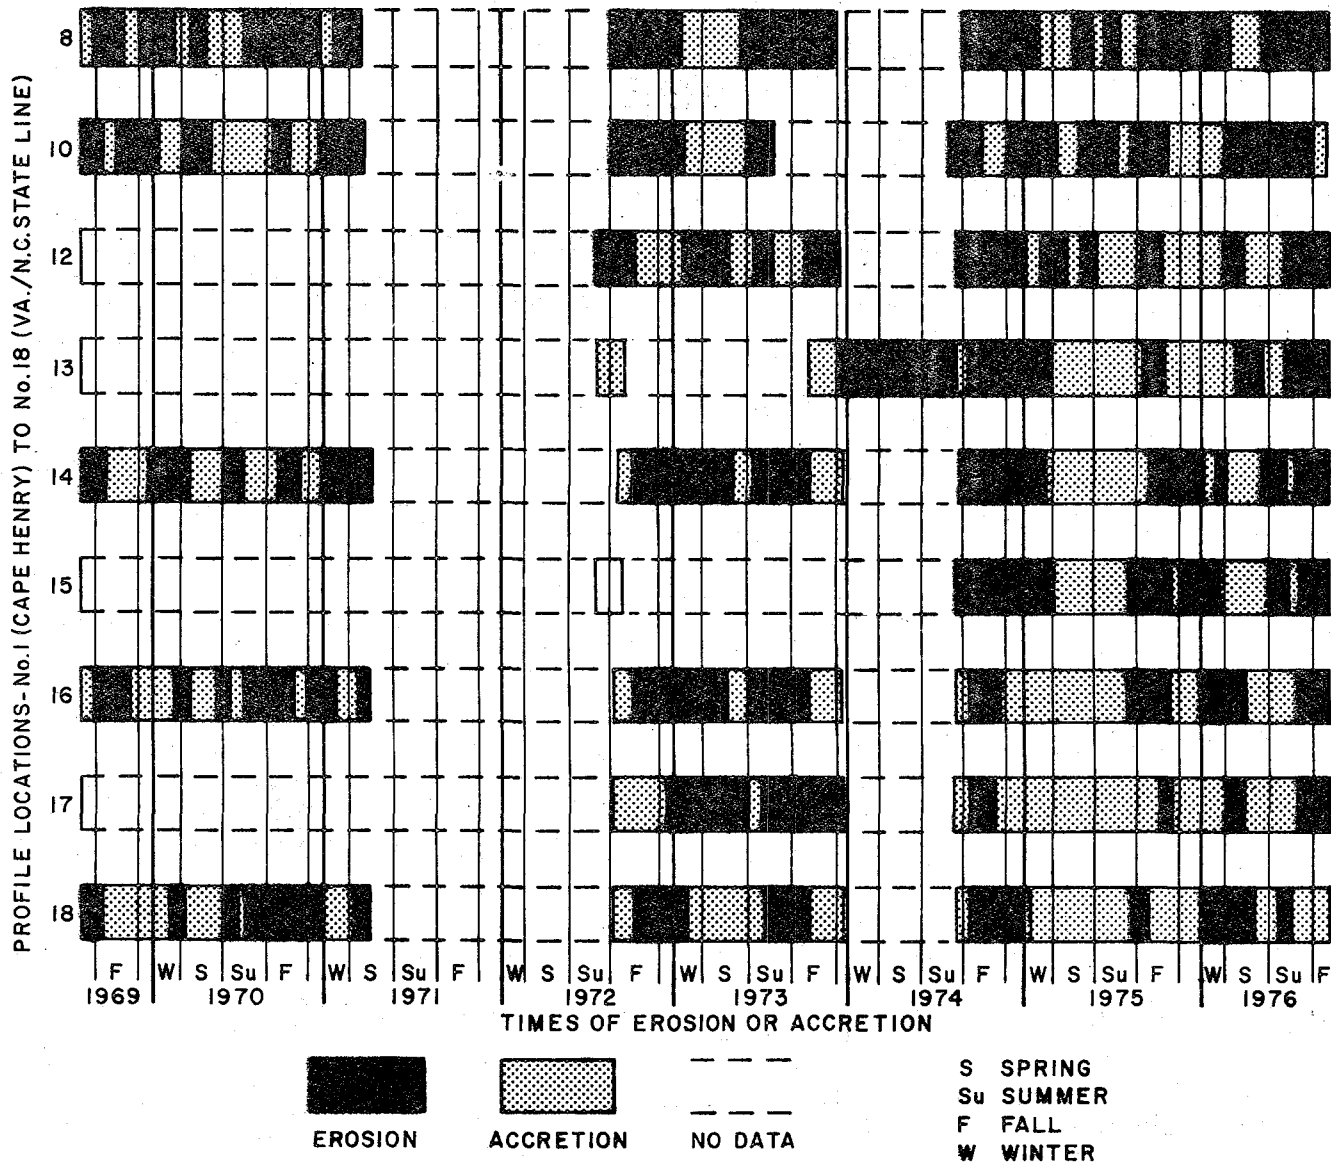 PROFILE LOCATIONS-No.1 (CAPE HENRY) TO No.18 (VA./N.C. STATE LINE)
8
10
12
13
14
15
16
17
18
F W S Su F W S Su F W S Su F W S Su F W S Su F W S Su F W S Su F
1969 1970 1971 1972 1973 1974 1975 1976
TIMES OF EROSION OR ACCRETION
EROSION ACCRETION NO DATA
S SPRING
Su SUMMER
F FALL
W WINTER